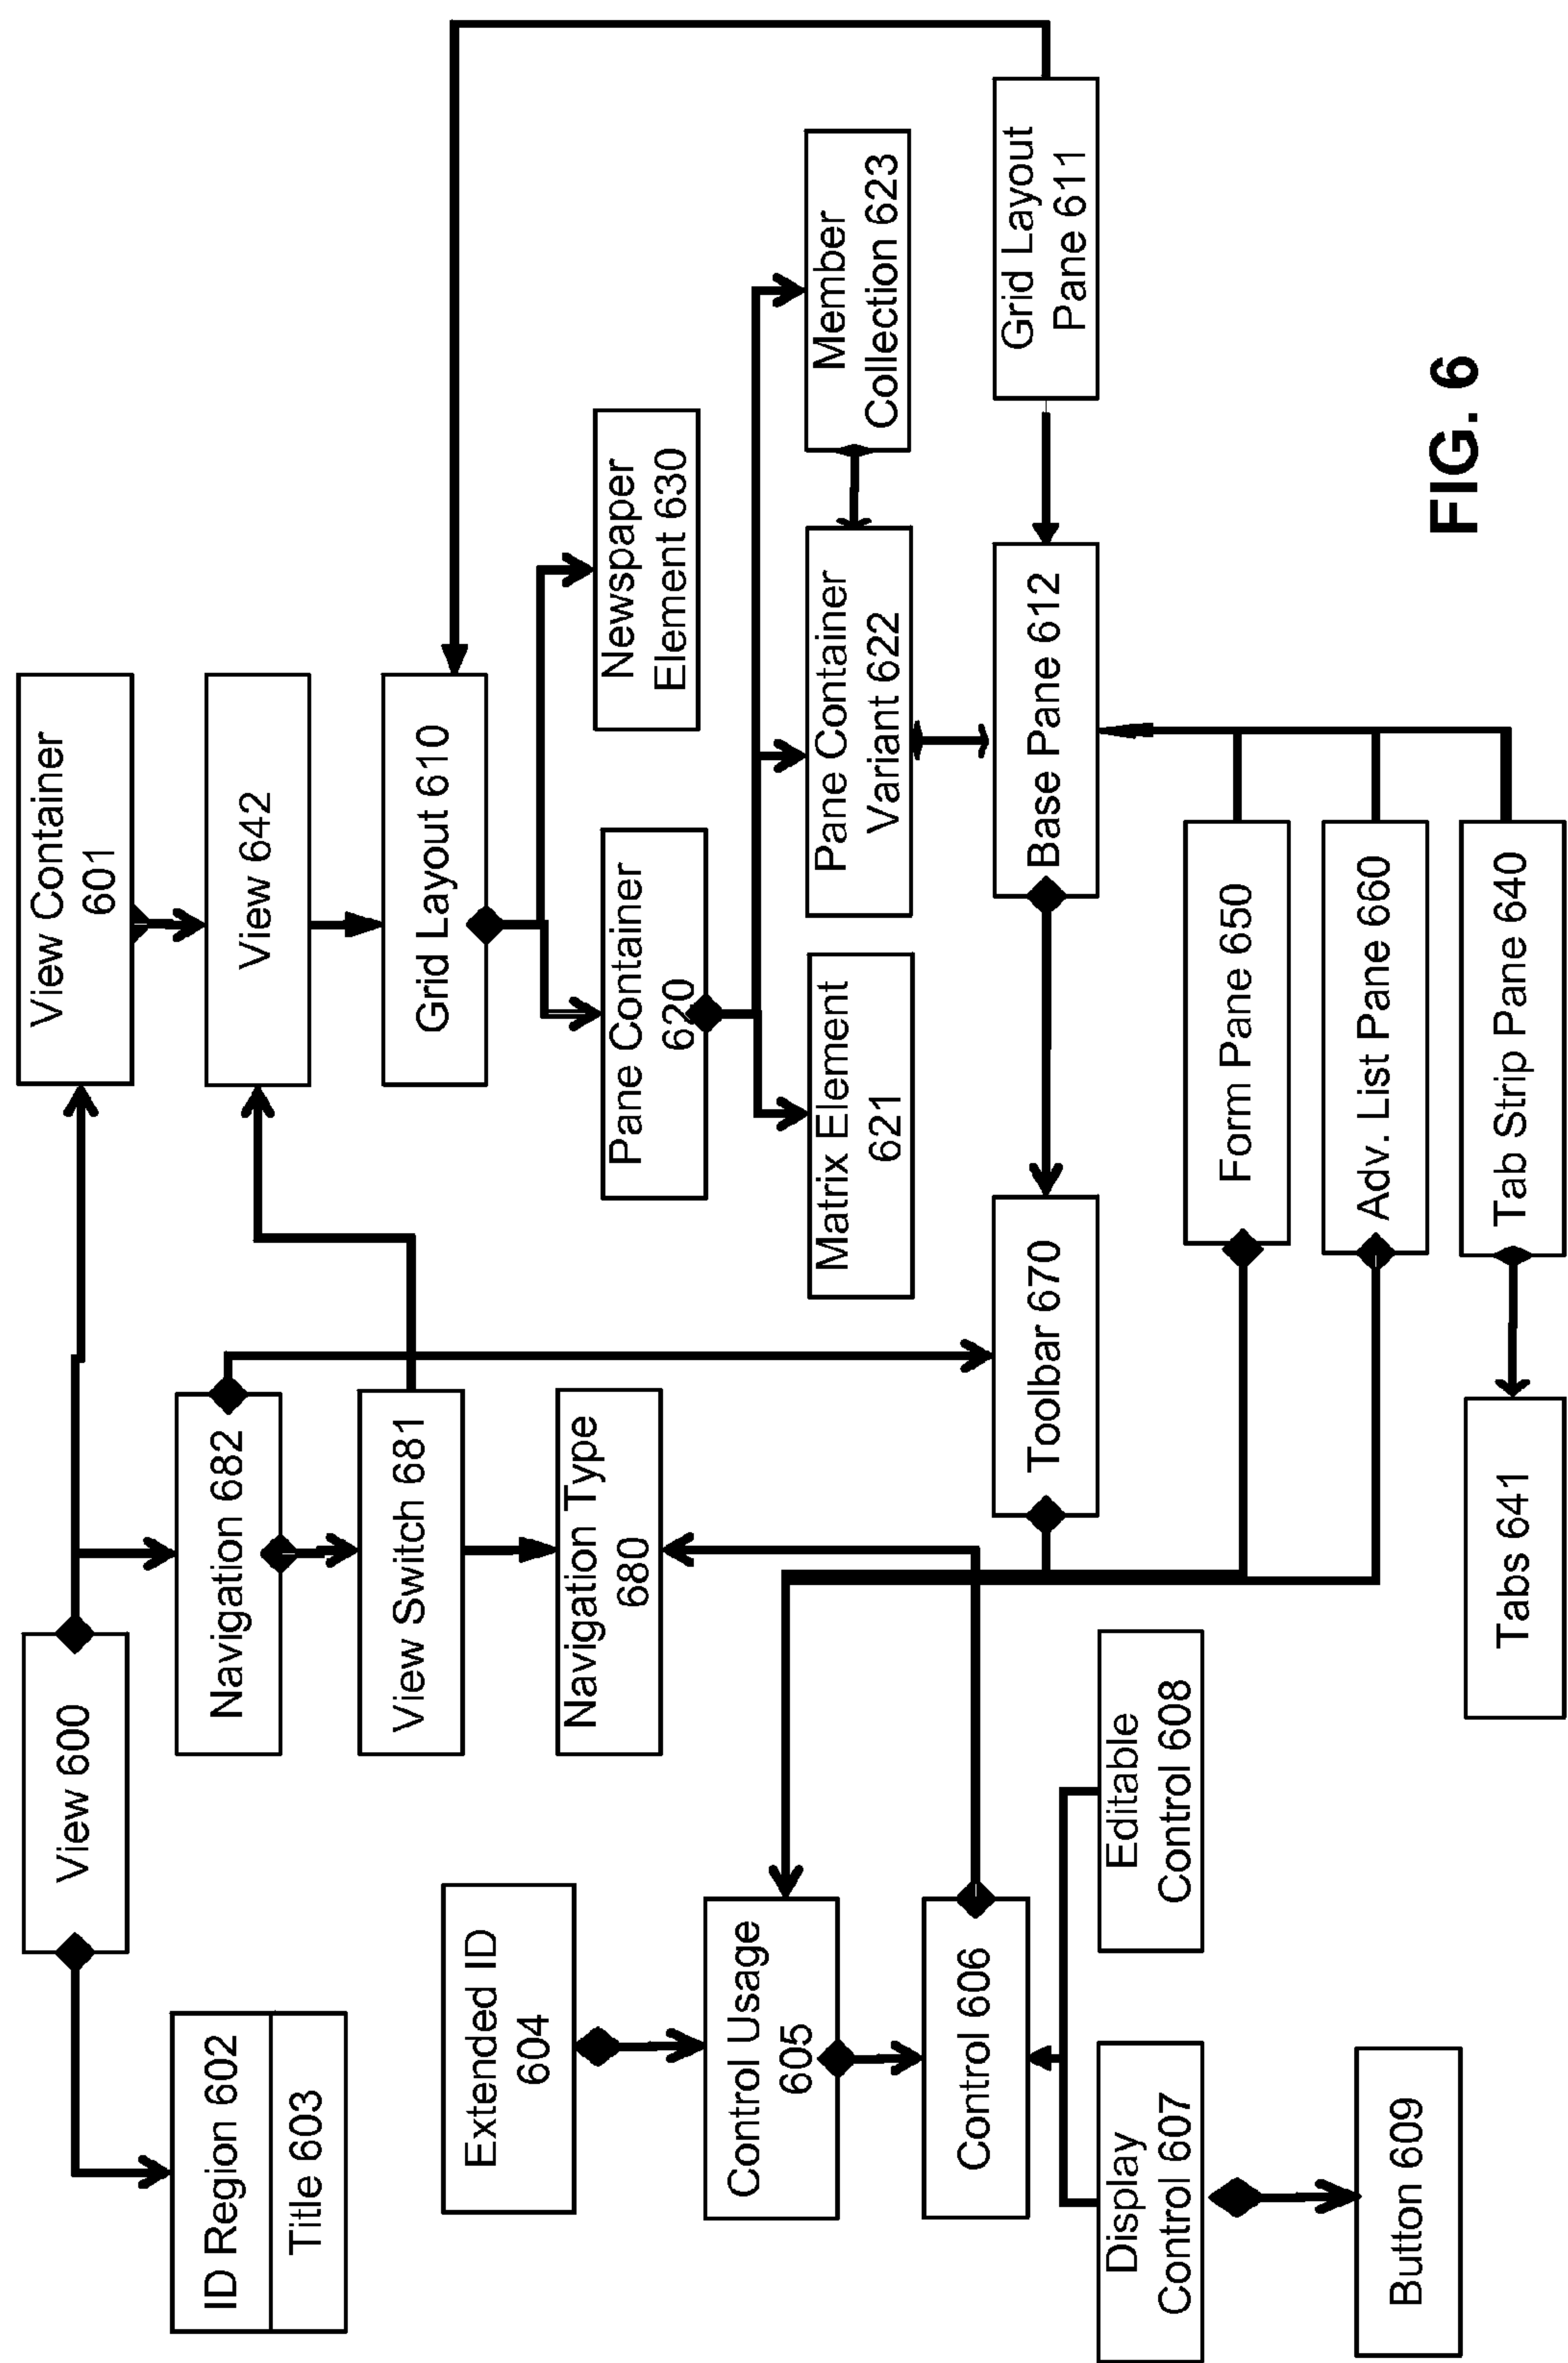 View 600
ID Region 602
Title 603
View Container
601
Navigation 682
View 642
View Switch 681
Grid Layout 610
Navigation Type
680
Extended ID
604
Pane Container
620
Newspaper
Element 630
Control Usage
605
Matrix Element
621
Pane Container
Variant 622
Member
Collection 623
Control 606
Toolbar 670
Base Pane 612
Grid Layout
Pane 611
Display
Control 607
Editable
Control 608
Form Pane 650
Button 609
Adv. List Pane 660
Tabs 641
Tab Strip Pane 640
FIG. 6